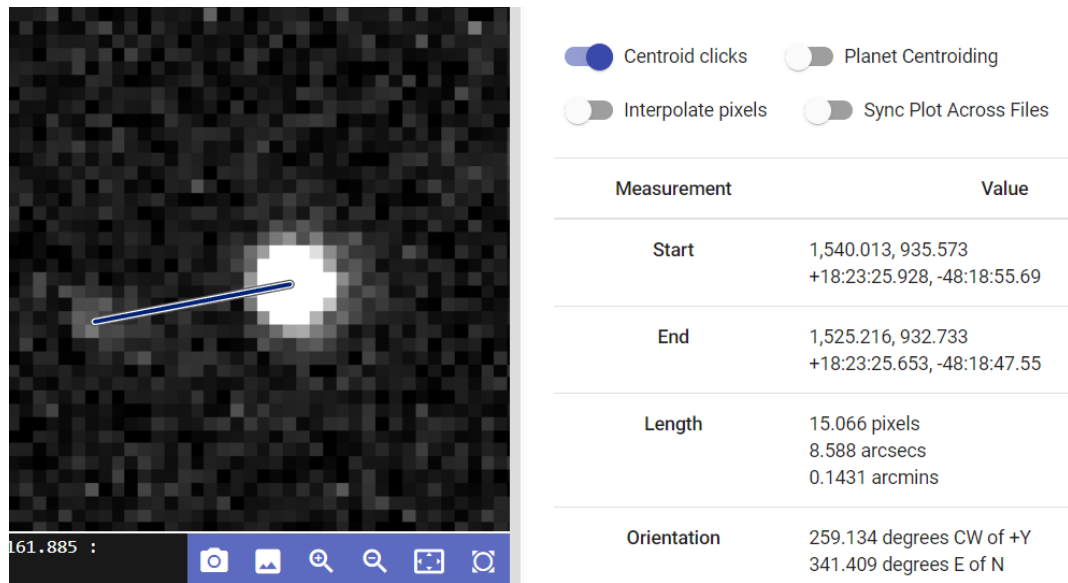 Centroid clicks Planet Centroiding
Interpolate pixels Sync Plot Across Files
Measurement Value
Start 1,540.013, 935.573
+18:23:25.928, -48:18:55.69
End 1,525.216, 932.733
+18:23:25.653, -48:18:47.55
Length 15.066 pixels
8.588 arcsecs
0.1431 arcmins
Orientation 259.134 degrees CW of +Y
341.409 degrees E of N
161.885 :